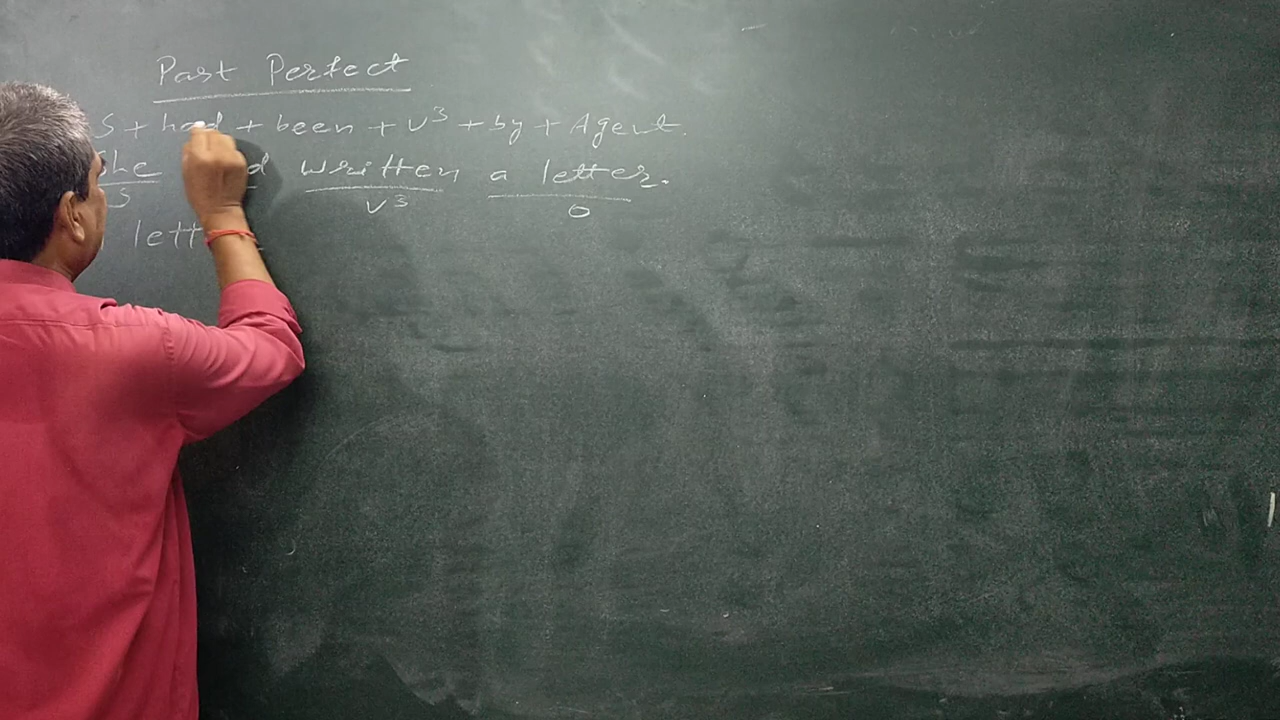 Past Perfect
S + had + been + V³ + by + Agent.
She written a letter.
S V³ O